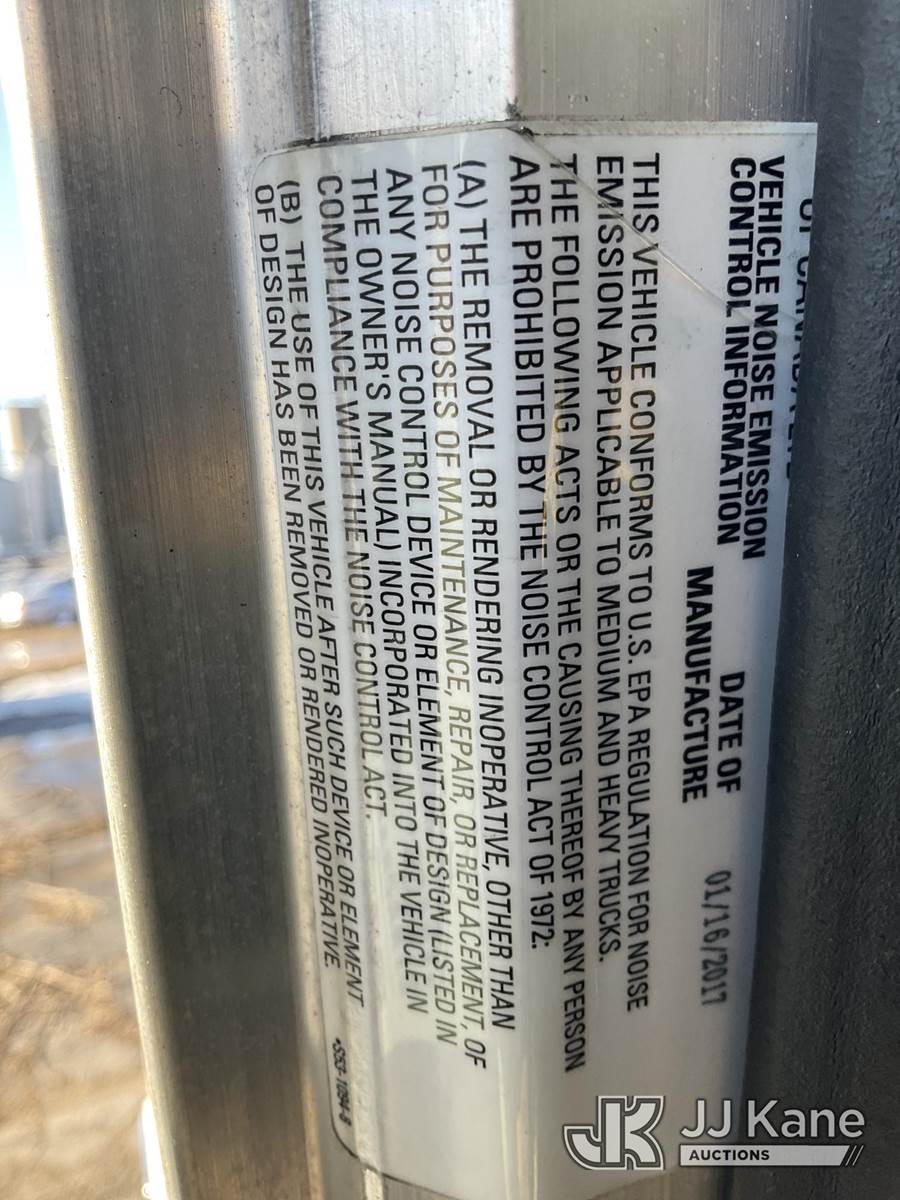 VEHICLE NOISE EMISSION
CONTROL INFORMATION
DATE OF
MANUFACTURE
01/16/2017
THIS VEHICLE CONFORMS TO U.S. EPA REGULATION FOR NOISE
EMISSION APPLICABLE TO MEDIUM AND HEAVY TRUCKS.
THE FOLLOWING ACTS OR THE CAUSING THEREOF BY ANY PERSON
ARE PROHIBITED BY THE NOISE CONTROL ACT OF 1972:
(A) THE REMOVAL OR RENDERING INOPERATIVE, OTHER THAN
FOR PURPOSES OF MAINTENANCE, REPAIR, OR REPLACEMENT, OF
ANY NOISE CONTROL DEVICE OR ELEMENT OF DESIGN (LISTED IN
THE OWNER'S MANUAL) INCORPORATED INTO THE VEHICLE IN
COMPLIANCE WITH THE NOISE CONTROL ACT.
(B) THE USE OF THIS VEHICLE AFTER SUCH DEVICE OR ELEMENT
OF DESIGN HAS BEEN REMOVED OR RENDERED INOPERATIVE.
JJ Kane
AUCTIONS